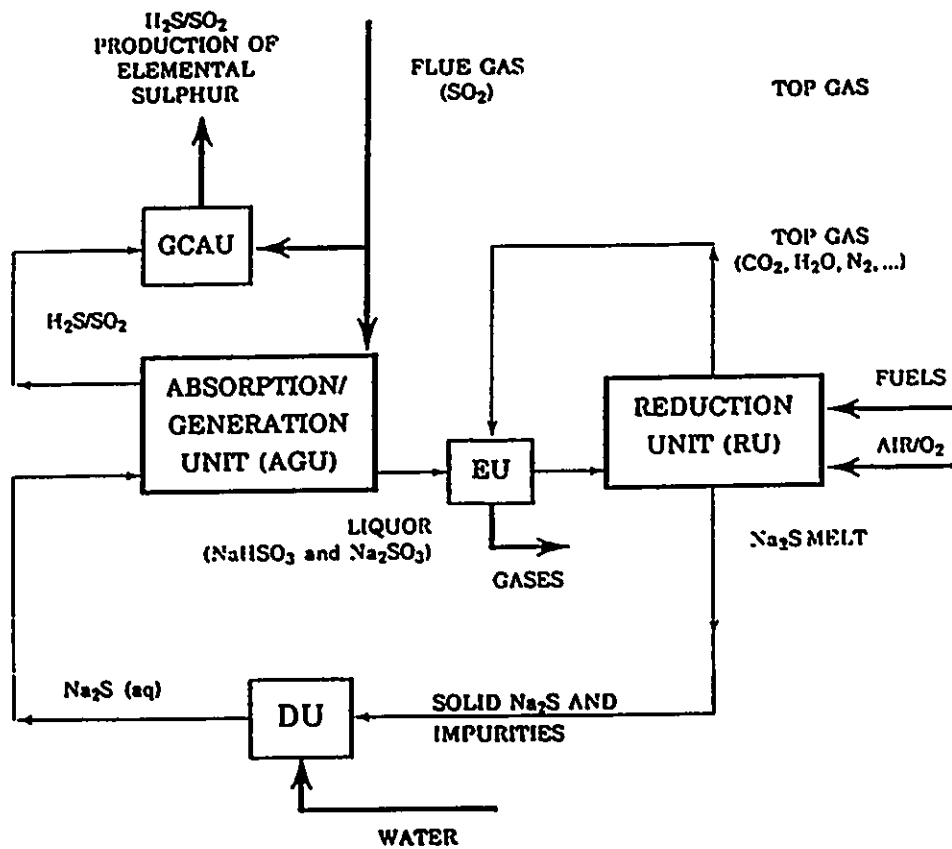 H₂S/SO₂
PRODUCTION OF
ELEMENTAL
SULPHUR
FLUE GAS
(SO₂)
TOP GAS
GCAU
TOP GAS
(CO₂, H₂O, N₂, ...)
H₂S/SO₂
ABSORPTION/
GENERATION
UNIT (AGU)
REDUCTION
UNIT (RU)
FUELS
AIR/O₂
EU
LIQUOR
(NaHSO₃ and Na₂SO₃)
Na₂S MELT
GASES
Na₂S (aq)
DU
SOLID Na₂S AND
IMPURITIES
WATER